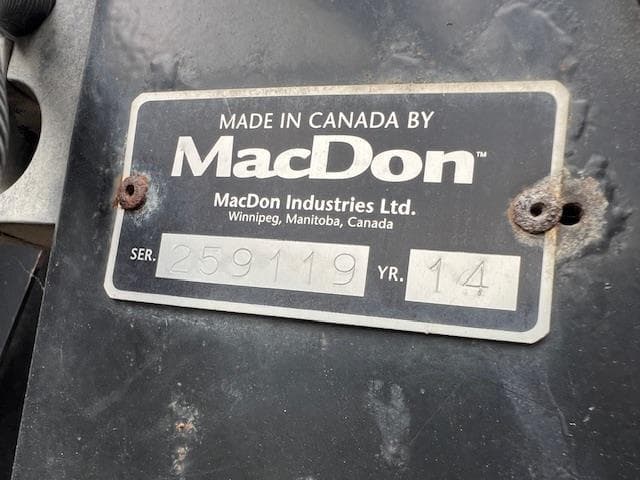 MADE IN CANADA BY
MacDon™
MacDon Industries Ltd.
Winnipeg, Manitoba, Canada
SER. 259119 YR. 14